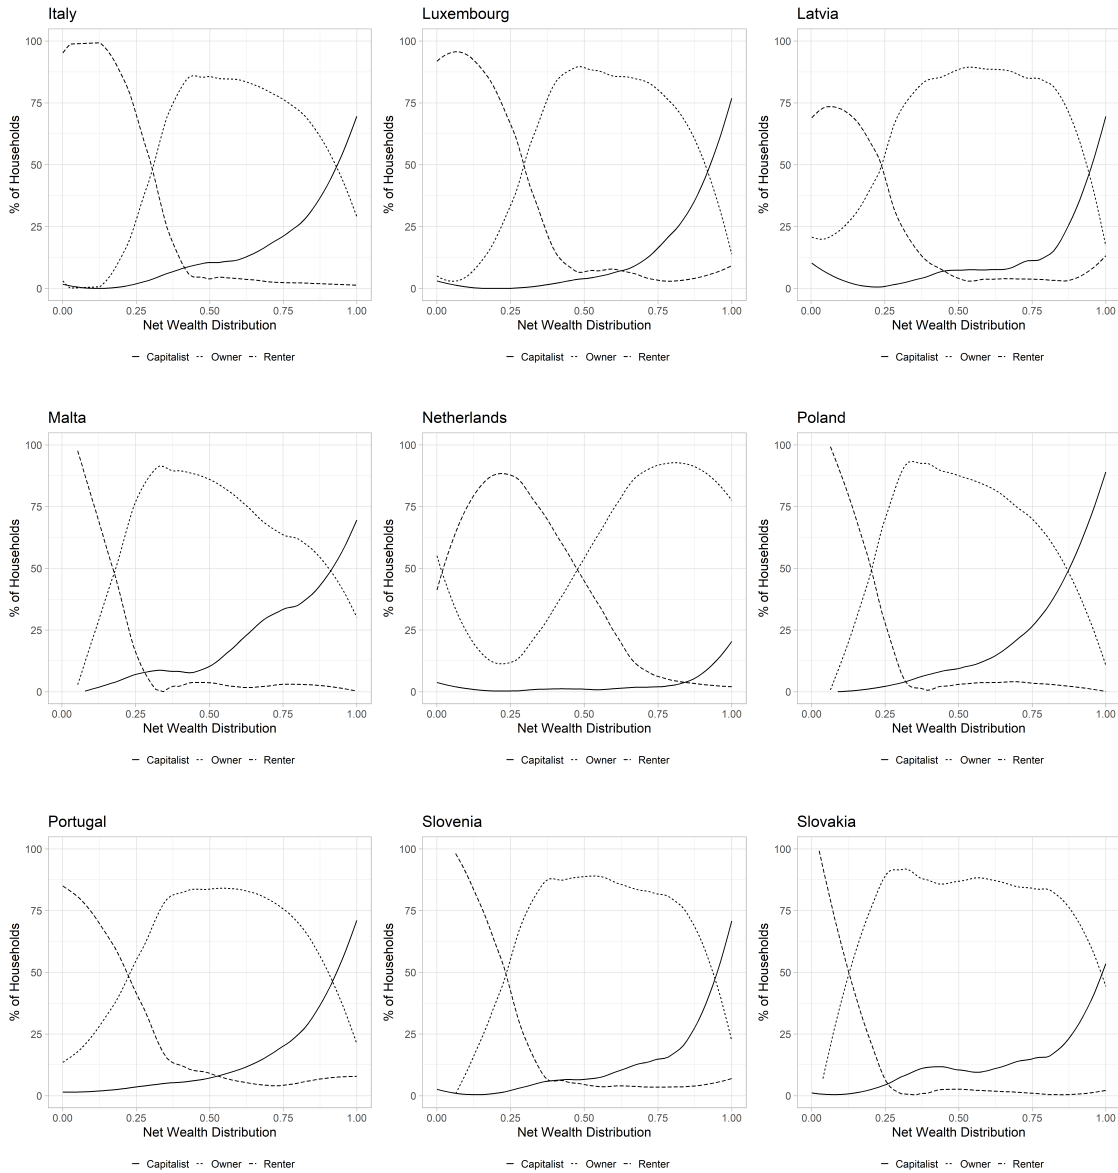 Italy
Luxembourg
Latvia
% of Households
100
75
50
25
0
0.00 0.25 0.50 0.75 1.00
Net Wealth Distribution
Capitalist Owner Renter
% of Households
100
75
50
25
0
0.00 0.25 0.50 0.75 1.00
Net Wealth Distribution
Capitalist Owner Renter
% of Households
100
75
50
25
0
0.00 0.25 0.50 0.75 1.00
Net Wealth Distribution
Capitalist Owner Renter
Malta
Netherlands
Poland
% of Households
100
75
50
25
0
0.00 0.25 0.50 0.75 1.00
Net Wealth Distribution
Capitalist Owner Renter
% of Households
100
75
50
25
0
0.00 0.25 0.50 0.75 1.00
Net Wealth Distribution
Capitalist Owner Renter
% of Households
100
75
50
25
0
0.00 0.25 0.50 0.75 1.00
Net Wealth Distribution
Capitalist Owner Renter
Portugal
Slovenia
Slovakia
% of Households
100
75
50
25
0
0.00 0.25 0.50 0.75 1.00
Net Wealth Distribution
Capitalist Owner Renter
% of Households
100
75
50
25
0
0.00 0.25 0.50 0.75 1.00
Net Wealth Distribution
Capitalist Owner Renter
% of Households
100
75
50
25
0
0.00 0.25 0.50 0.75 1.00
Net Wealth Distribution
Capitalist Owner Renter